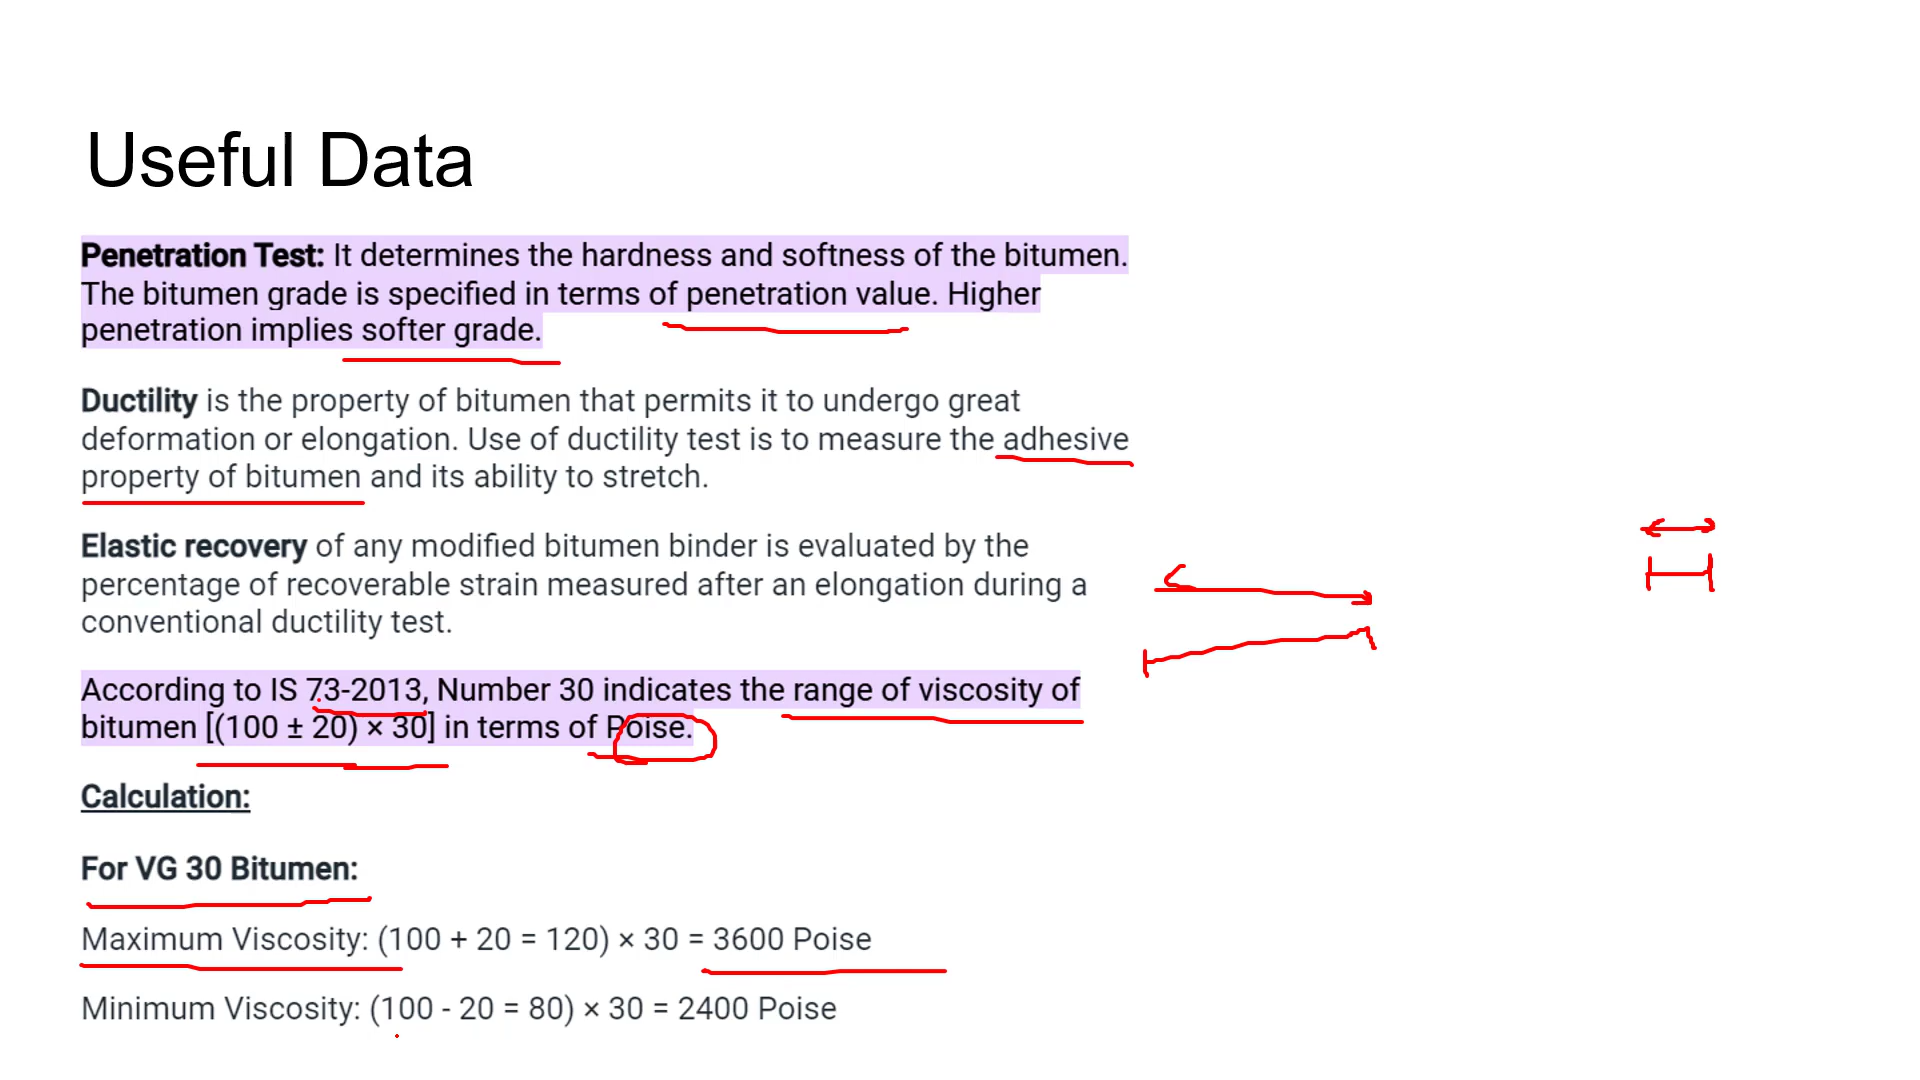 Useful Data
Penetration Test: It determines the hardness and softness of the bitumen.
The bitumen grade is specified in terms of penetration value. Higher
penetration implies softer grade.
Ductility is the property of bitumen that permits it to undergo great
deformation or elongation. Use of ductility test is to measure the adhesive
property of bitumen and its ability to stretch.
Elastic recovery of any modified bitumen binder is evaluated by the
percentage of recoverable strain measured after an elongation during a
conventional ductility test.
According to IS 73-2013, Number 30 indicates the range of viscosity of
bitumen [(100 ± 20) × 30] in terms of Poise.
Calculation:
For VG 30 Bitumen:
Maximum Viscosity: (100 + 20 = 120) × 30 = 3600 Poise
Minimum Viscosity: (100 - 20 = 80) × 30 = 2400 Poise